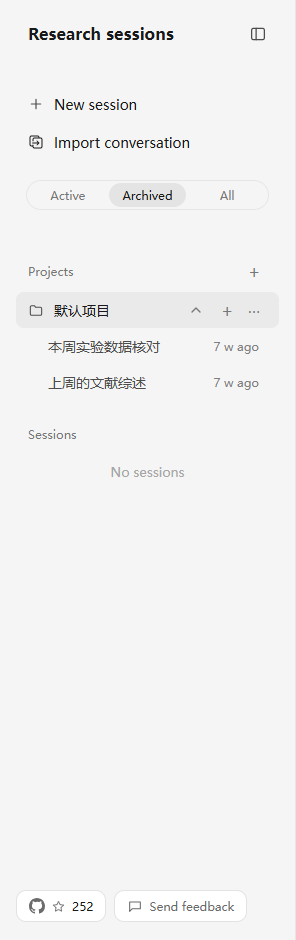 Research sessions
New session
Import conversation
Active Archived All
Projects
默认项目
本周实验数据核对 7 w ago
上周的文献综述 7 w ago
Sessions
No sessions
252 Send feedback